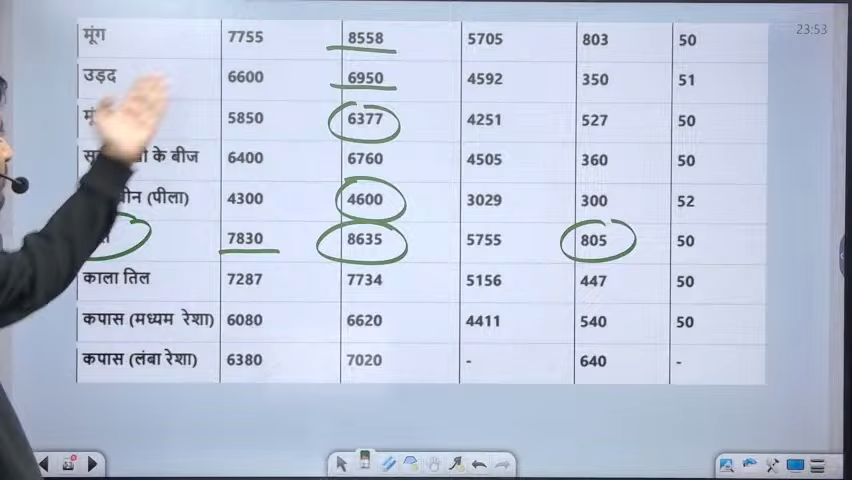 23:53
मूंग 7755 8558 5705 803 50
उड़द 6600 6950 4592 350 51
5850 6377 4251 527 50
के बीज 6400 6760 4505 360 50
(पीला) 4300 4600 3029 300 52
7830 8635 5755 805 50
काला तिल 7287 7734 5156 447 50
कपास (मध्यम रेशा) 6080 6620 4411 540 50
कपास (लंबा रेशा) 6380 7020 - 640 -